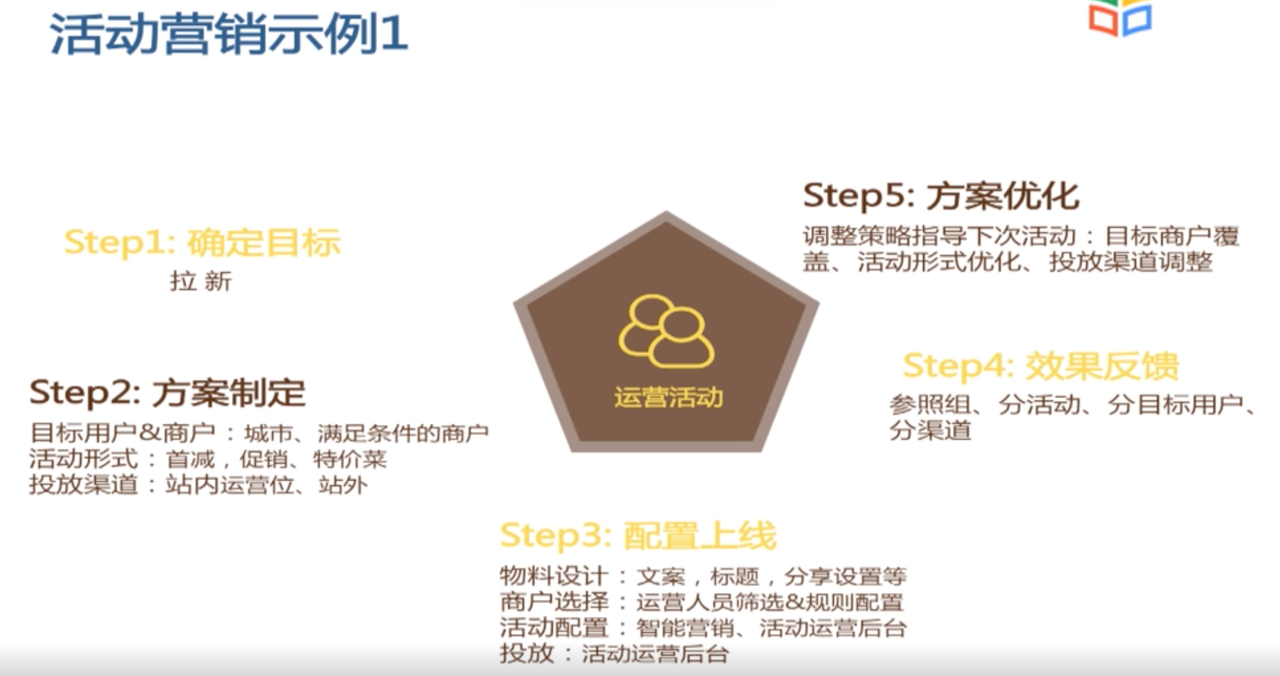 活动营销示例1
Step1: 确定目标
拉 新
Step2: 方案制定
目标用户&商户：城市、满足条件的商户
活动形式：首减，促销、特价菜
投放渠道：站内运营位、站外
Step3: 配置上线
物料设计：文案，标题，分享设置等
商户选择：运营人员筛选&规则配置
活动配置：智能营销、活动运营后台
投放：活动运营后台
Step4: 效果反馈
参照组、分活动、分目标用户、
分渠道
Step5: 方案优化
调整策略指导下次活动：目标商户覆
盖、活动形式优化、投放渠道调整
运营活动